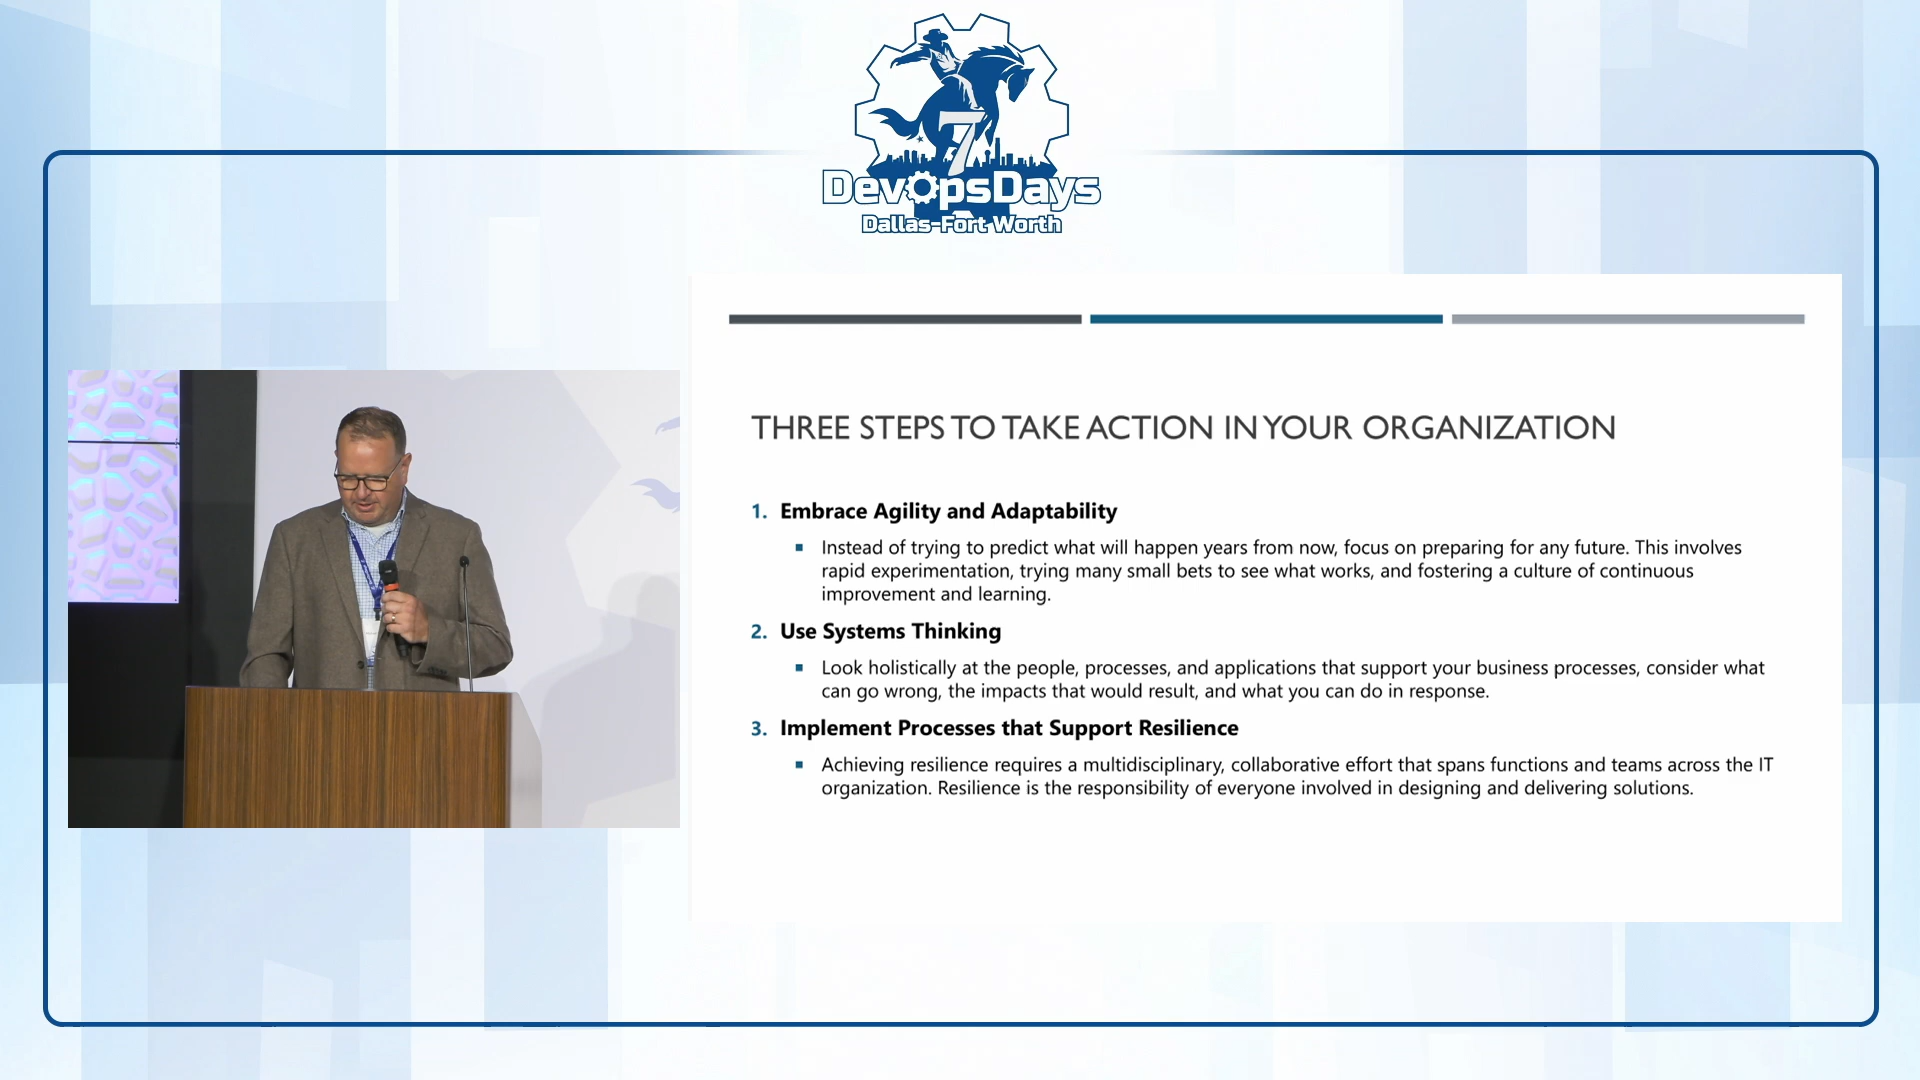 7
DevOpsDays
Dallas-Fort Worth
THREE STEPS TO TAKE ACTION IN YOUR ORGANIZATION
1. Embrace Agility and Adaptability
Instead of trying to predict what will happen years from now, focus on preparing for any future. This involves
rapid experimentation, trying many small bets to see what works, and fostering a culture of continuous
improvement and learning.
2. Use Systems Thinking
Look holistically at the people, processes, and applications that support your business processes, consider what
can go wrong, the impacts that would result, and what you can do in response.
3. Implement Processes that Support Resilience
Achieving resilience requires a multidisciplinary, collaborative effort that spans functions and teams across the IT
organization. Resilience is the responsibility of everyone involved in designing and delivering solutions.